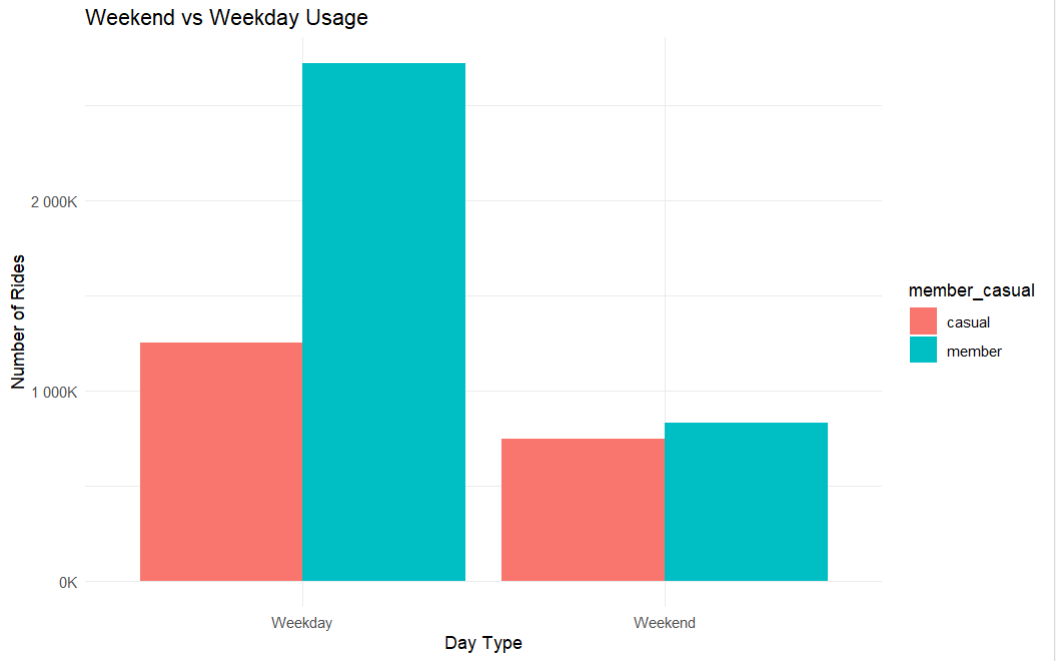 Weekend vs Weekday Usage
Number of Rides
2 000K
1 000K
0K
Weekday
Weekend
Day Type
member_casual
casual
member